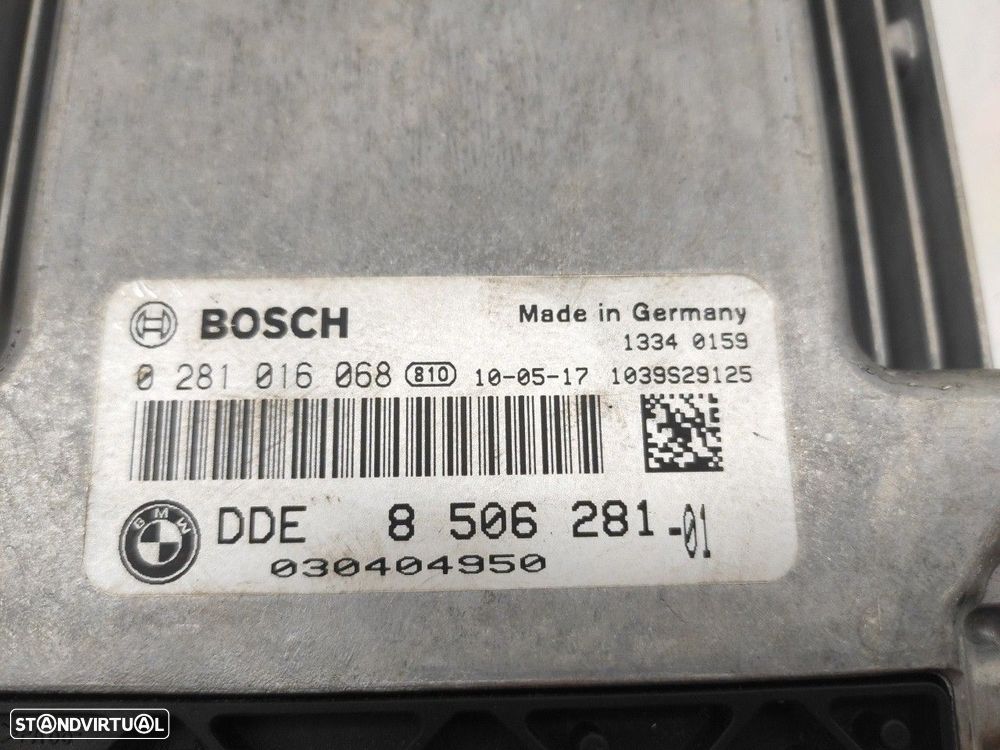 BOSCH
Made in Germany
1334 0159
0 281 016 068 810 10-05-17 1039S29125
BMW
DDE 8 506 281-01
030404950
STANDVIRTUAL